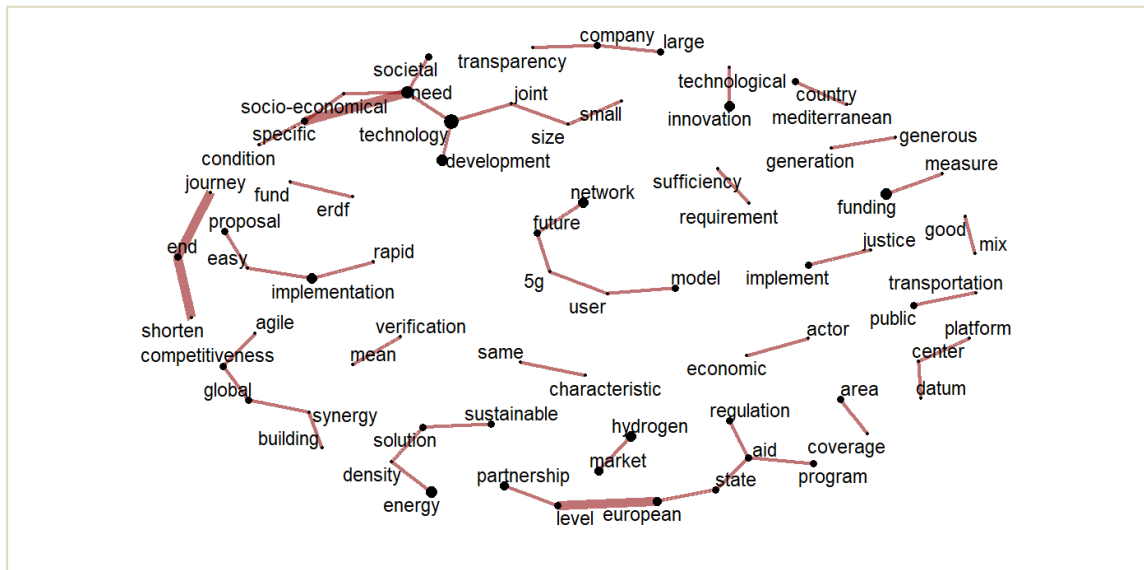 company
large
transparency
societal
technological
country
need
joint
socio-economical
small
mediterranean
innovation
specific
technology
size
generous
condition
development
generation
measure
journey
sufficiency
fund
network
funding
proposal
erdf
requirement
future
good
justice
end
mix
easy
rapid
implementation
5g
model
implement
transportation
user
public
shorten
agile
verification
actor
platform
competitiveness
mean
same
center
economic
global
characteristic
area
datum
synergy
sustainable
regulation
building
solution
hydrogen
coverage
aid
market
density
partnership
program
state
energy
level
european